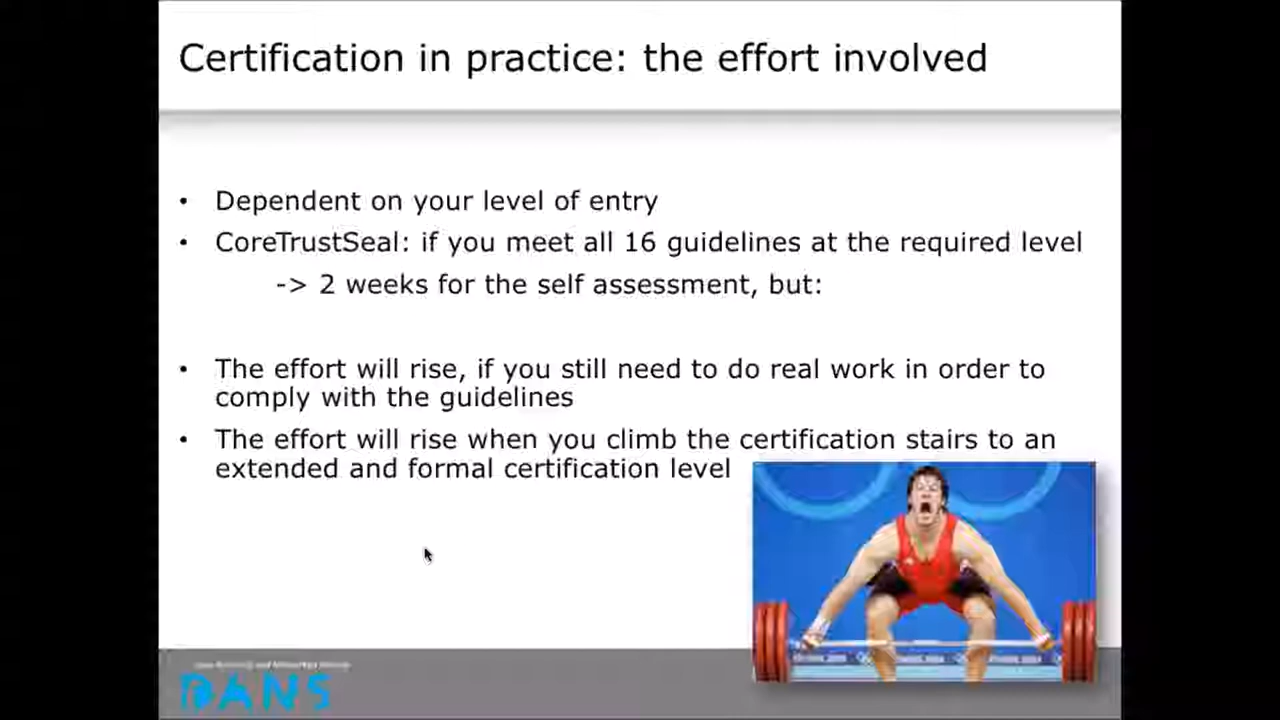 Certification in practice: the effort involved
• Dependent on your level of entry
• CoreTrustSeal: if you meet all 16 guidelines at the required level
-> 2 weeks for the self assessment, but:
• The effort will rise, if you still need to do real work in order to
comply with the guidelines
• The effort will rise when you climb the certification stairs to an
extended and formal certification level
DANS